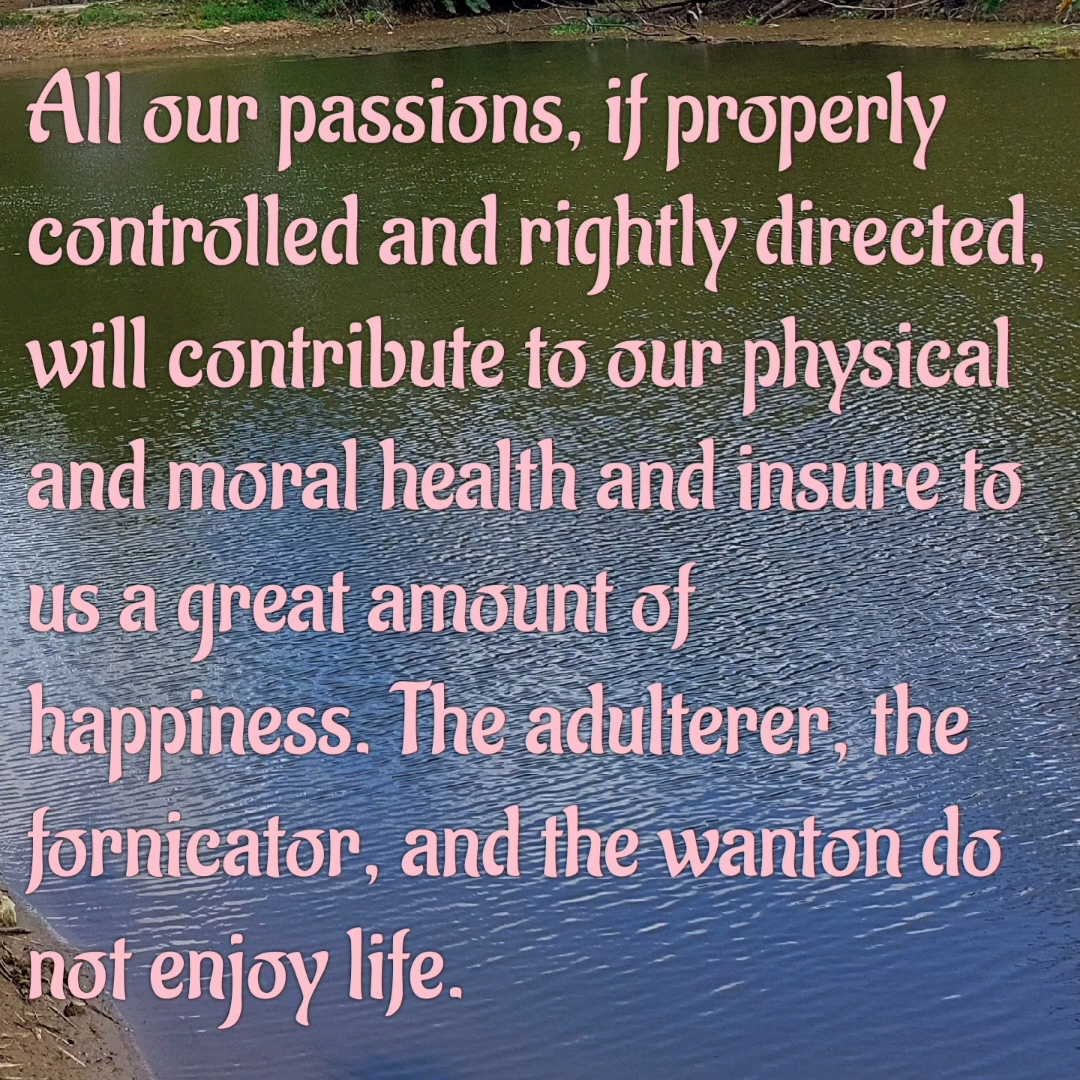 All our passions, if properly
controlled and rightly directed,
will contribute to our physical
and moral health and insure to
us a great amount of
happiness. The adulterer, the
fornicator, and the wanton do
not enjoy life.